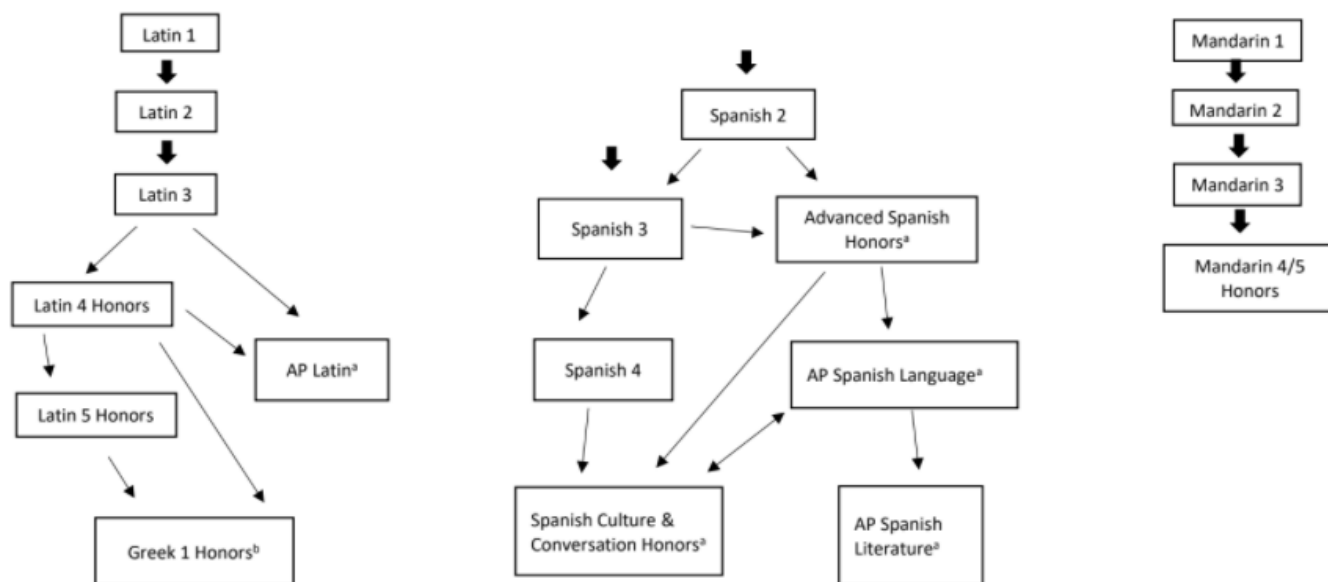 Latin 1
Latin 2
Latin 3
Latin 4 Honors
AP Latinᵃ
Latin 5 Honors
Greek 1 Honorsᵇ
Spanish 2
Spanish 3
Advanced Spanish
Honorsᵃ
Spanish 4
AP Spanish Languageᵃ
Spanish Culture &
Conversation Honorsᵃ
AP Spanish
Literatureᵃ
Mandarin 1
Mandarin 2
Mandarin 3
Mandarin 4/5
Honors